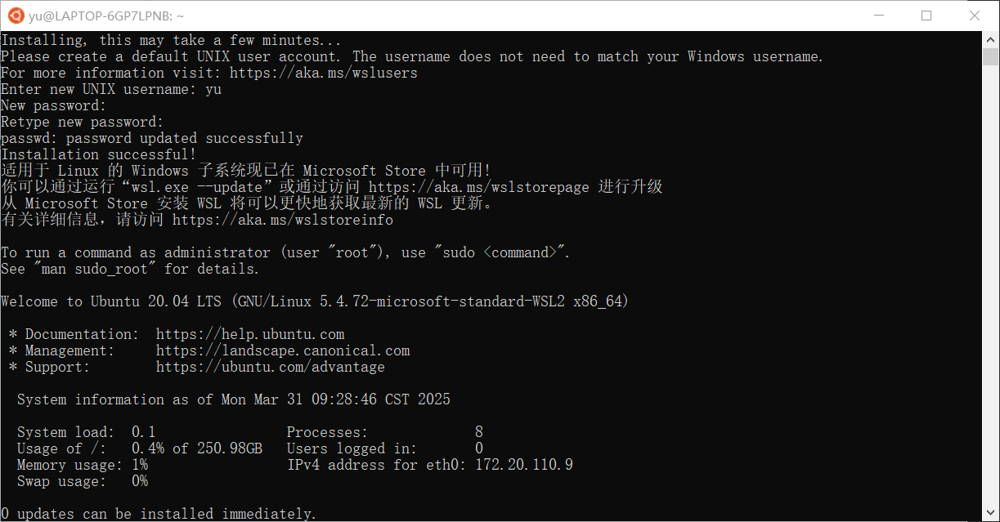 yu@LAPTOP-6GP7LPNB: ~
Installing, this may take a few minutes...
Please create a default UNIX user account. The username does not need to match your Windows username.
For more information visit: https://aka.ms/wslusers
Enter new UNIX username: yu
New password:
Retype new password:
passwd: password updated successfully
Installation successful!
适用于 Linux 的 Windows 子系统现已在 Microsoft Store 中可用!
你可以通过运行“wsl.exe --update”或通过访问 https://aka.ms/wslstorepage 进行升级
从 Microsoft Store 安装 WSL 将可以更快地获取最新的 WSL 更新。
有关详细信息，请访问 https://aka.ms/wslstoreinfo
To run a command as administrator (user "root"), use "sudo <command>".
See "man sudo_root" for details.
Welcome to Ubuntu 20.04 LTS (GNU/Linux 5.4.72-microsoft-standard-WSL2 x86_64)
* Documentation:  https://help.ubuntu.com
* Management:     https://landscape.canonical.com
* Support:        https://ubuntu.com/advantage
System information as of Mon Mar 31 09:28:46 CST 2025
System load:  0.1                Processes:             8
Usage of /:   0.4% of 250.98GB   Users logged in:       0
Memory usage: 1%                 IPv4 address for eth0: 172.20.110.9
Swap usage:   0%
0 updates can be installed immediately.